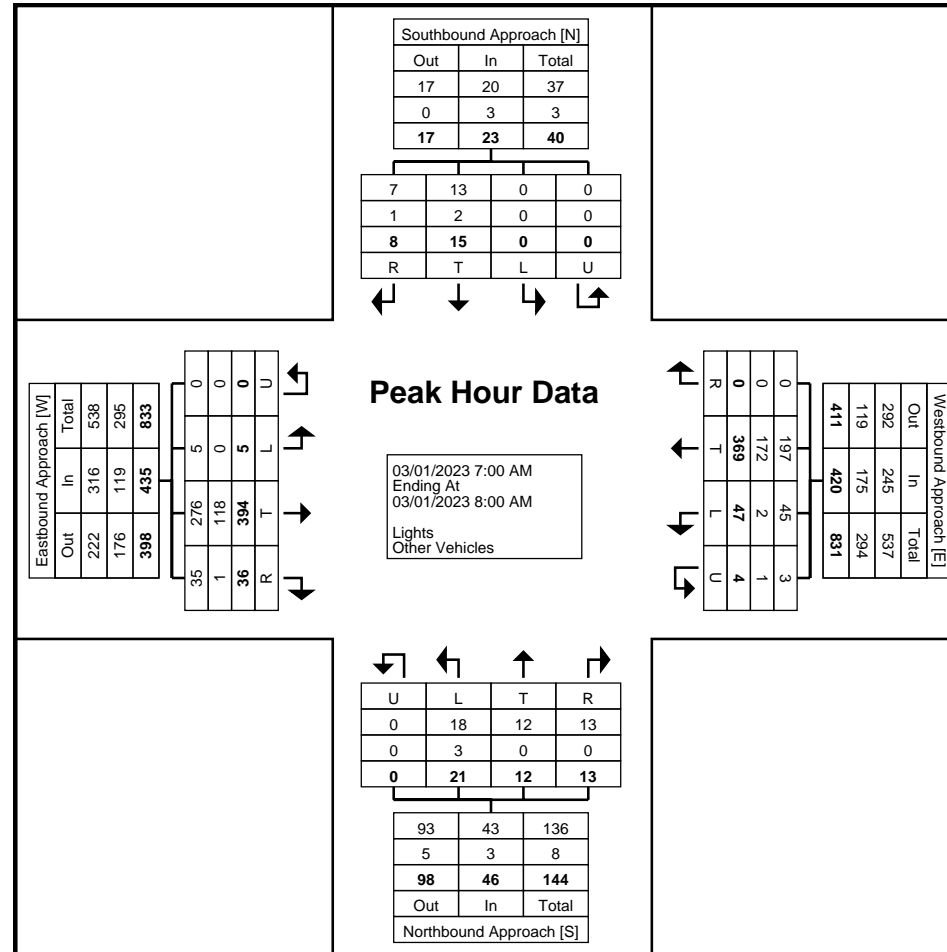 Southbound Approach [N]
Out In Total
17 20 37
0 3 3
17 23 40
7 13 0 0
1 2 0 0
8 15 0 0
R T L U
Peak Hour Data
03/01/2023 7:00 AM
Ending At
03/01/2023 8:00 AM
Lights
Other Vehicles
Eastbound Approach [W]
Out In Total
222 316 538
176 119 295
398 435 833
35 276 5 0
1 118 0 0
36 394 5 0
R T L U
Westbound Approach [E]
Out In Total
292 245 537
119 175 294
411 420 831
0 197 45 3
0 172 2 1
0 369 47 4
R T L U
U L T R
0 18 12 13
0 3 0 0
0 21 12 13
93 43 136
5 3 8
98 46 144
Out In Total
Northbound Approach [S]